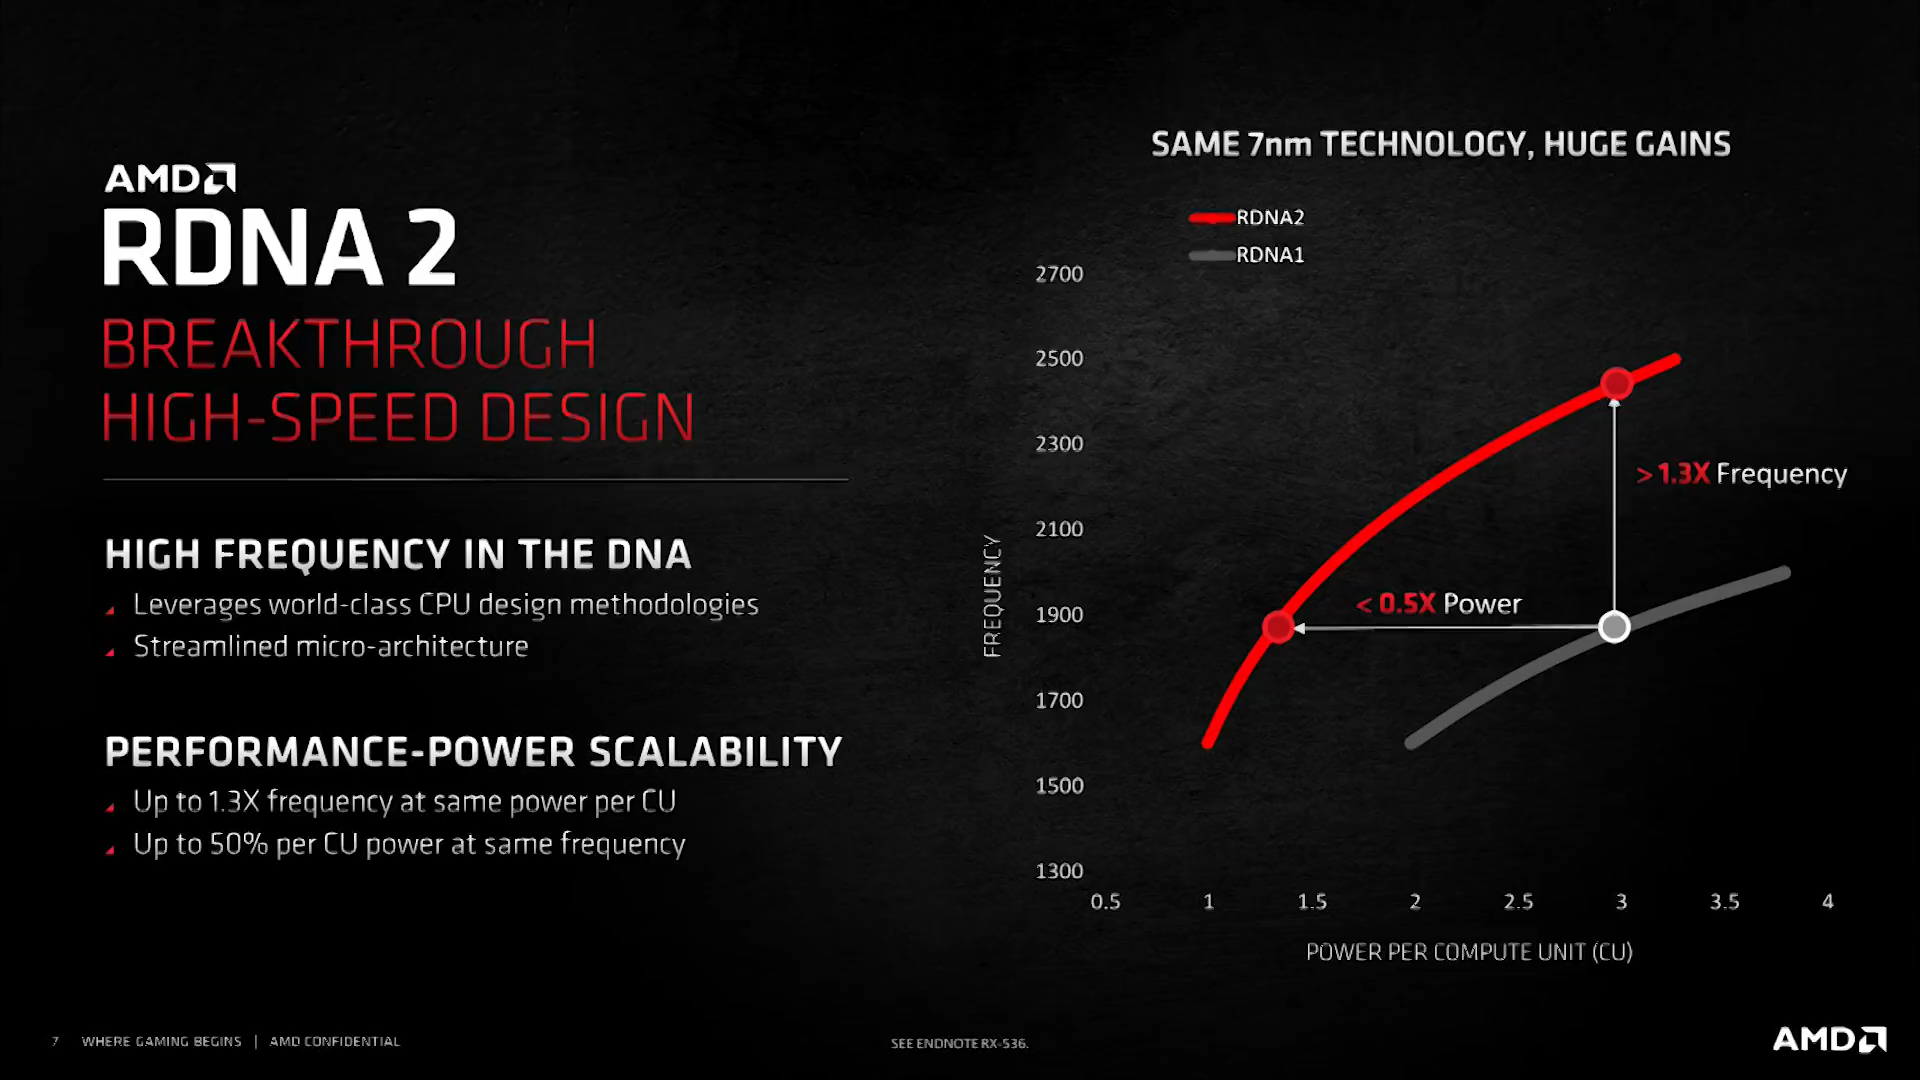 AMD
RDNA 2
BREAKTHROUGH
HIGH-SPEED DESIGN
HIGH FREQUENCY IN THE DNA
Leverages world-class CPU design methodologies
Streamlined micro-architecture
PERFORMANCE-POWER SCALABILITY
Up to 1.3X frequency at same power per CU
Up to 50% per CU power at same frequency
SAME 7nm TECHNOLOGY, HUGE GAINS
RDNA2
RDNA1
2700
2500
2300
2100
1900
1700
1500
1300
FREQUENCY
> 1.3X Frequency
< 0.5X Power
0.5 1 1.5 2 2.5 3 3.5 4
POWER PER COMPUTE UNIT (CU)
7 WHERE GAMING BEGINS | AMD CONFIDENTIAL
SEE ENDNOTE RX-536.
AMD